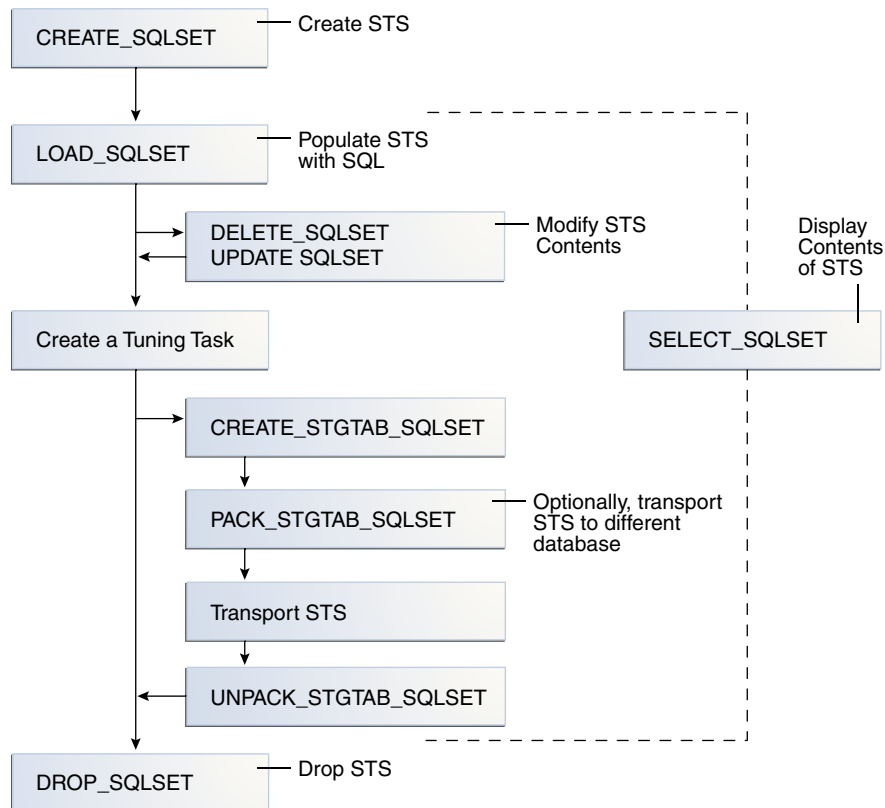 CREATE_SQLSET
Create STS
LOAD_SQLSET
Populate STS
with SQL
DELETE_SQLSET
UPDATE SQLSET
Modify STS
Contents
Display
Contents
of STS
Create a Tuning Task
SELECT_SQLSET
CREATE_STGTAB_SQLSET
PACK_STGTAB_SQLSET
Optionally, transport
STS to different
database
Transport STS
UNPACK_STGTAB_SQLSET
DROP_SQLSET
Drop STS